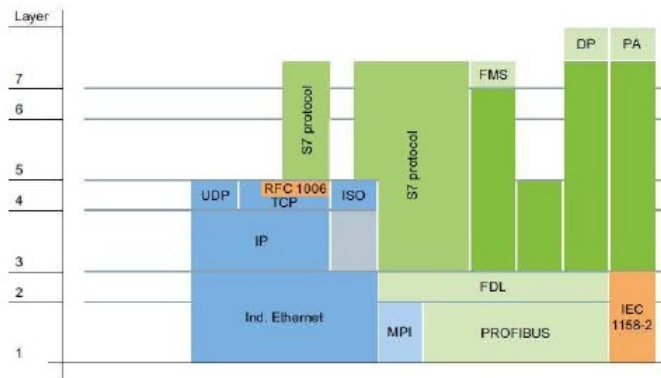 Layer
DP
PA
7
FMS
6
S7 protocol
S7 protocol
5
UDP
RFC 1006
TCP
ISO
4
IP
3
2
FDL
Ind. Ethernet
MPI
PROFIBUS
IEC
1158-2
1